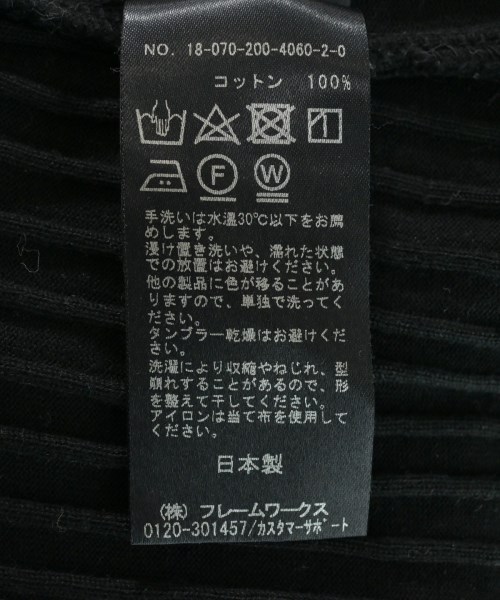 NO. 18-070-200-4060-2-0
コットン 100%
F
W
手洗いは水温30℃以下をお薦
めします。
浸け置き洗いや、濡れた状態
での放置はお避けください。
他の製品に色が移ることがあ
りますので、単独で洗ってく
ださい。
タンブラー乾燥はお避けくだ
さい。
洗濯により収縮やねじれ、型
崩れすることがあるので、形
を整えて干してください。
アイロンは当て布を使用して
ください。
日本製
(株) フレームワークス
0120-301457/カスタマーサポート